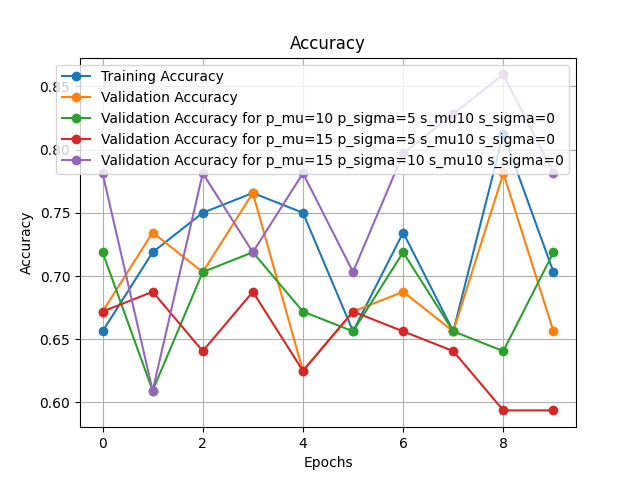 Accuracy
Training Accuracy
Validation Accuracy
Validation Accuracy for p_mu=10 p_sigma=5 s_mu10 s_sigma=0
Validation Accuracy for p_mu=15 p_sigma=5 s_mu10 s_sigma=0
Validation Accuracy for p_mu=15 p_sigma=10 s_mu10 s_sigma=0
0.85
0.80
0.75
0.70
0.65
0.60
Accuracy
0 2 4 6 8
Epochs